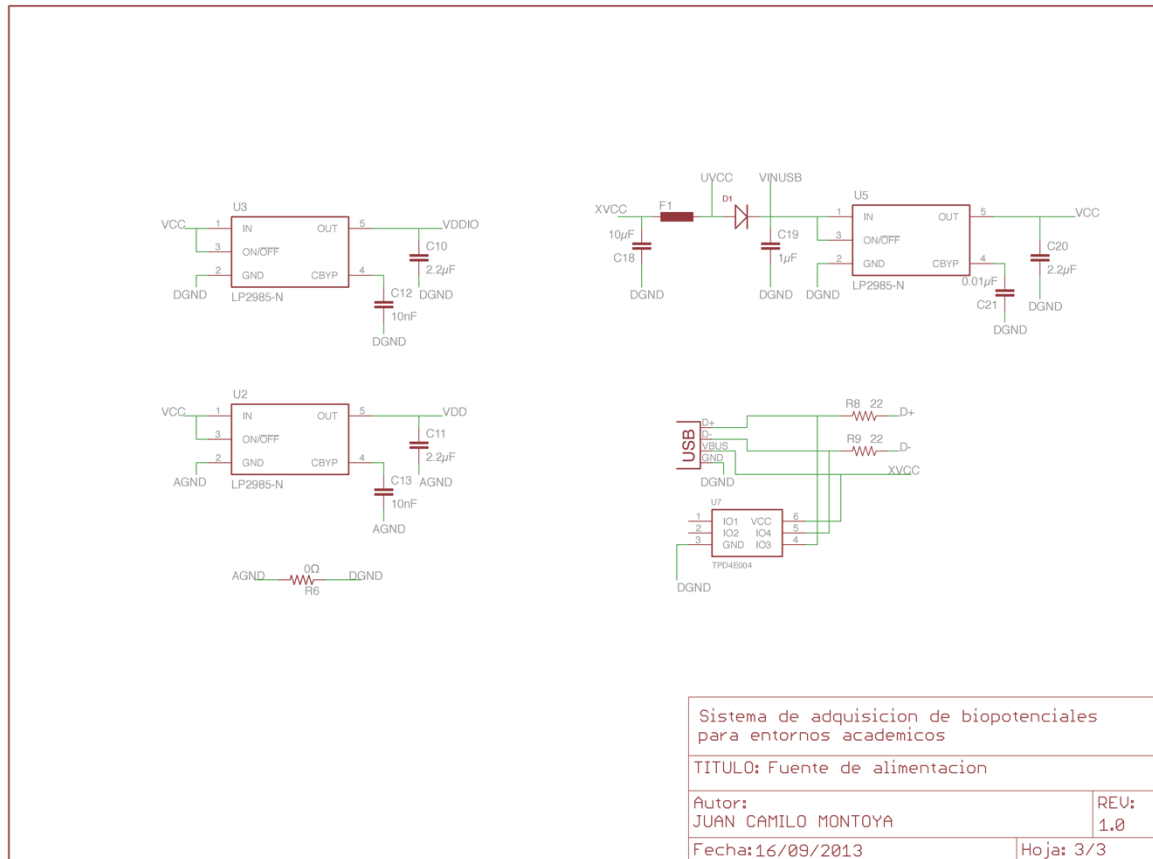 U3
VCC 1 IN OUT 5 VDDIO
3 ON/OFF
C10
2 GND CBYP 4 2.2µF
DGND LP2985-N C12 DGND
10nF
DGND
UVCC VINUSB
U5
XVCC F1 D1
1 IN OUT 5 VCC
10µF C19
3 ON/OFF C20
C18 1µF 2 GND CBYP 4 2.2µF
DGND DGND DGND LP2985-N 0.01µF
C21 DGND
DGND
U2
VCC 1 IN OUT 5 VDD
3 ON/OFF
C11
2 GND CBYP 4 2.2µF
AGND LP2985-N C13 AGND
10nF
AGND
AGND 0Ω DGND
R6
R8 22 D+
USB D+
D- R9 22
VBUS D-
GND XVCC
DGND
U7
1 IO1 VCC 6
2 IO2 IO4 5
3 GND IO3 4
TPD4E004
DGND
Sistema de adquisicion de biopotenciales
para entornos academicos
TITULO: Fuente de alimentacion
Autor:
JUAN CAMILO MONTOYA
REV:
1.0
Fecha:16/09/2013
Hoja: 3/3